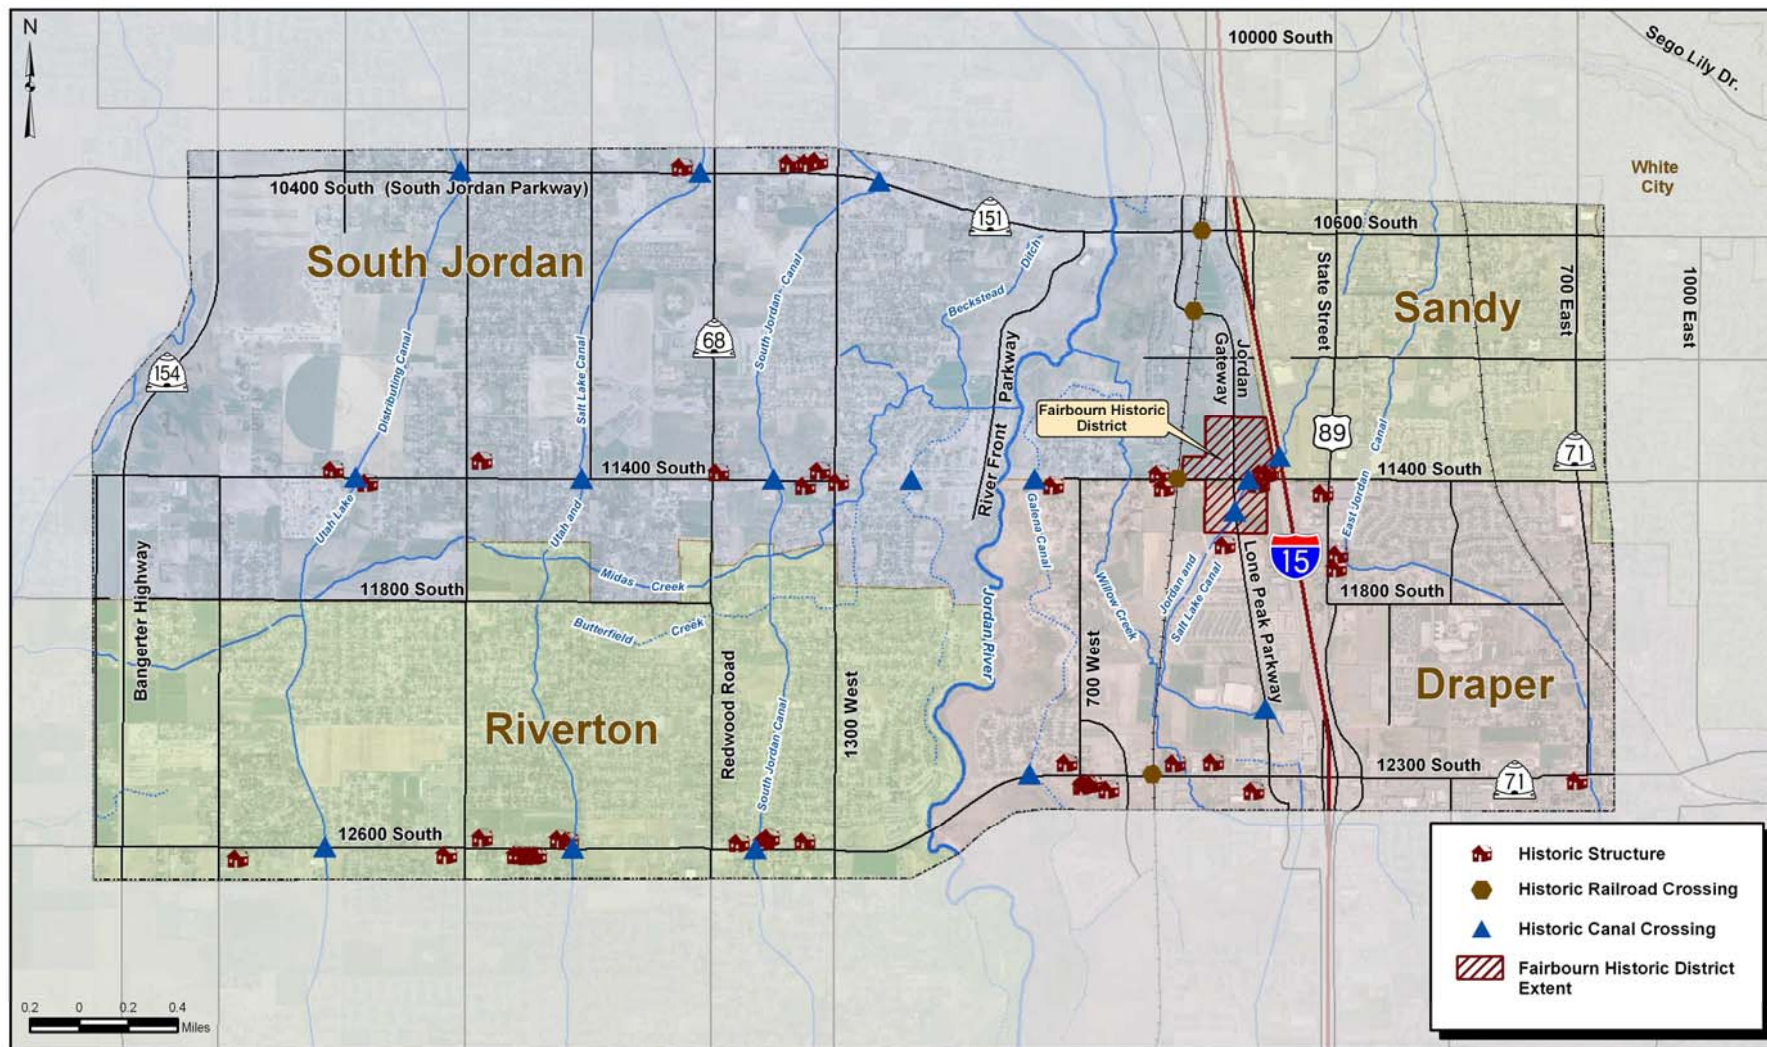 N
10000 South
Sego Lily Dr.
White
City
10400 South (South Jordan Parkway)
151
10600 South
South Jordan
Beckstead
Ditch
State Street
700 East
1000 East
Sandy
68
154
Distributing Canal
Salt Lake Canal
South Jordan Canal
River Front Parkway
Jordan
Gateway
Fairbourn Historic
District
89
71
11400 South
11400 South
Utah Lake
Utah and
Galena Canal
East Jordan Canal
15
Midas Creek
11800 South
11800 South
Butterfield Creek
Jordan River
Willow Creek
Jordan and
Salt Lake Canal
Lone Peak Parkway
Bangerter Highway
Redwood Road
1300 West
700 West
Draper
Riverton
South Jordan Canal
12300 South
71
12600 South
Historic Structure
Historic Railroad Crossing
Historic Canal Crossing
Fairbourn Historic District
Extent
0.2 0 0.2 0.4
Miles